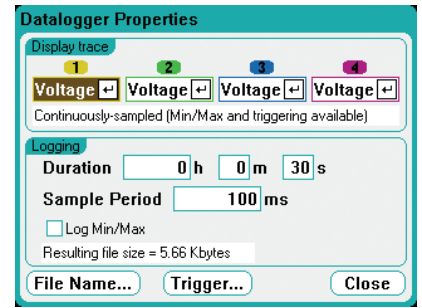 Datalogger Properties
Display trace
1 2 3 4
Voltage Voltage Voltage Voltage
Continuously-sampled (Min/Max and triggering available)
Logging
Duration 0 h 0 m 30 s
Sample Period 100 ms
Log Min/Max
Resulting file size = 5.66 Kbytes
File Name... Trigger... Close